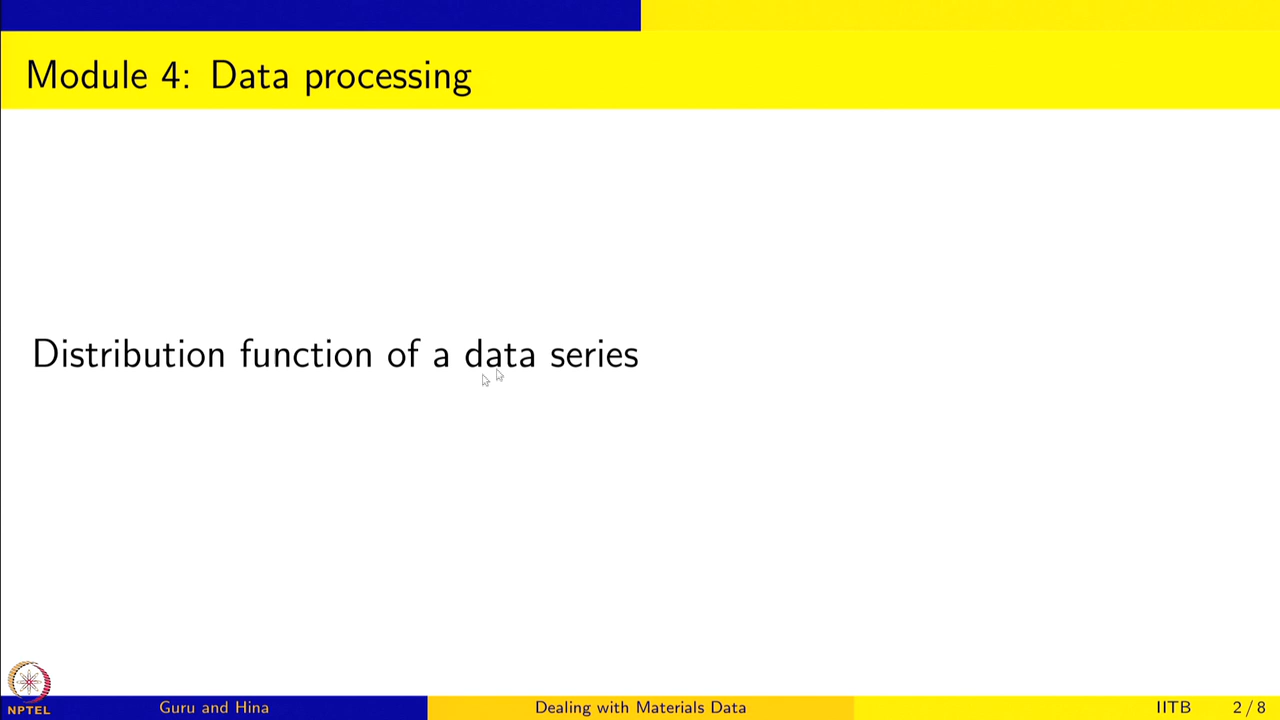 Module 4: Data processing
Distribution function of a data series
NPTEL
Guru and Hina
Dealing with Materials Data
IITB
2 / 8